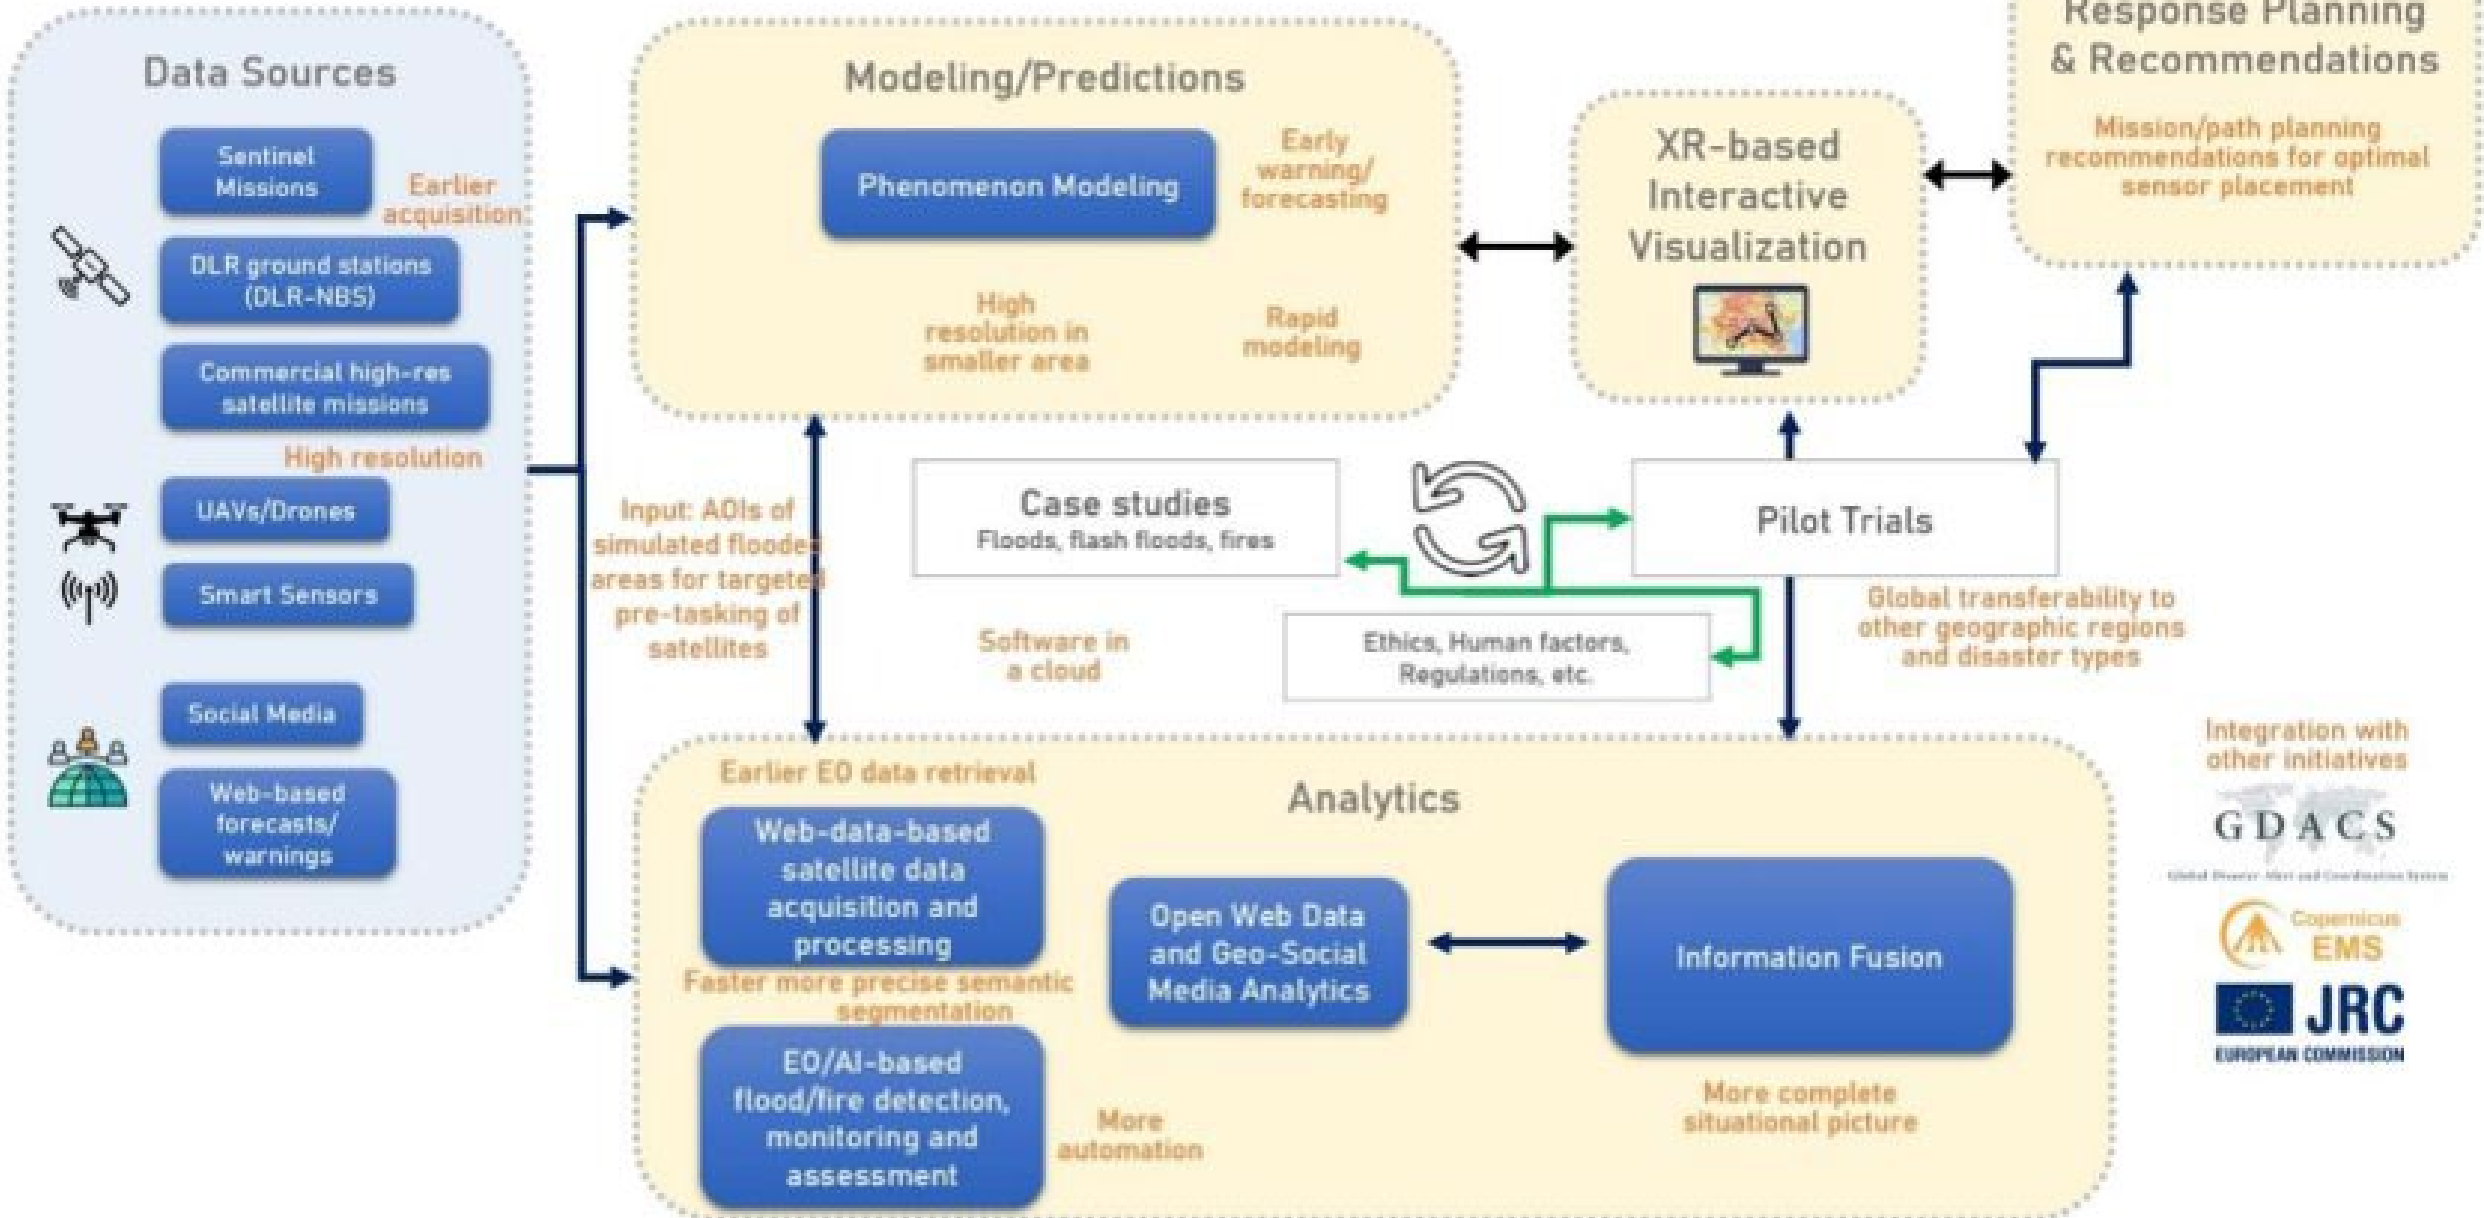 Data Sources
Sentinel
Missions
Earlier
acquisition
DLR ground stations
(DLR-NBS)
Commercial high-res
satellite missions
High resolution
UAVs/Drones
Smart Sensors
Social Media
Web-based
forecasts/
warnings
Modeling/Predictions
Phenomenon Modeling
Early
warning/
forecasting
High
resolution in
smaller area
Rapid
modeling
XR-based
Interactive
Visualization
Response Planning
& Recommendations
Mission/path planning
recommendations for optimal
sensor placement
Input: AOIs of
simulated flooded
areas for targeted
pre-tasking of
satellites
Case studies
Floods, flash floods, fires
Pilot Trials
Software in
a cloud
Ethics, Human factors,
Regulations, etc.
Global transferability to
other geographic regions
and disaster types
Earlier EO data retrieval
Analytics
Web-data-based
satellite data
acquisition and
processing
Faster more precise semantic
segmentation
EO/AI-based
flood/fire detection,
monitoring and
assessment
More
automation
Open Web Data
and Geo-Social
Media Analytics
Information Fusion
More complete
situational picture
Integration with
other initiatives
GDACS
Global Disaster Alert and Coordination System
Copernicus
EMS
JRC
EUROPEAN COMMISSION